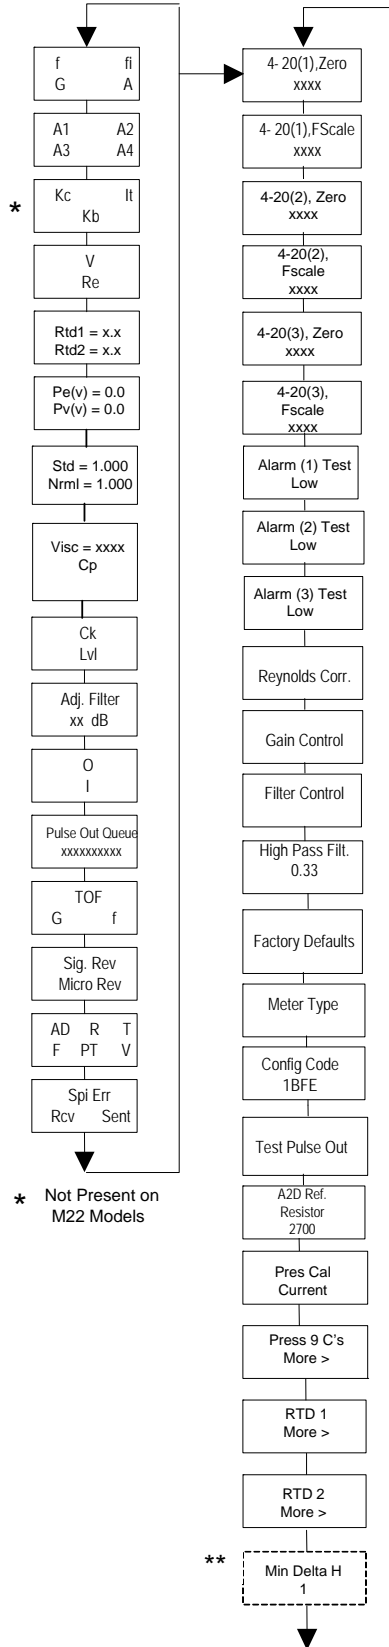 f fi
G A
A1 A2
A3 A4
* Kc It
Kb
V
Re
Rtd1 = x.x
Rtd2 = x.x
Pe(v) = 0.0
Pv(v) = 0.0
Std = 1.000
Nrml = 1.000
Visc = xxxx
Cp
Ck
Lvl
Adj. Filter
xx dB
O
I
Pulse Out Queue
xxxxxxxxxx
TOF
G f
Sig. Rev
Micro Rev
AD R T
F PT V
Spi Err
Rcv Sent
* Not Present on
M22 Models
4- 20(1),Zero
xxxx
4- 20(1),FScale
xxxx
4-20(2), Zero
xxxx
4-20(2),
Fscale
xxxx
4-20(3), Zero
xxxx
4-20(3),
Fscale
xxxx
Alarm (1) Test
Low
Alarm (2) Test
Low
Alarm (3) Test
Low
Reynolds Corr.
Gain Control
Filter Control
High Pass Filt.
0.33
Factory Defaults
Meter Type
Config Code
1BFE
Test Pulse Out
A2D Ref.
Resistor
2700
Pres Cal
Current
Press 9 C's
More >
RTD 1
More >
RTD 2
More >
** Min Delta H
1